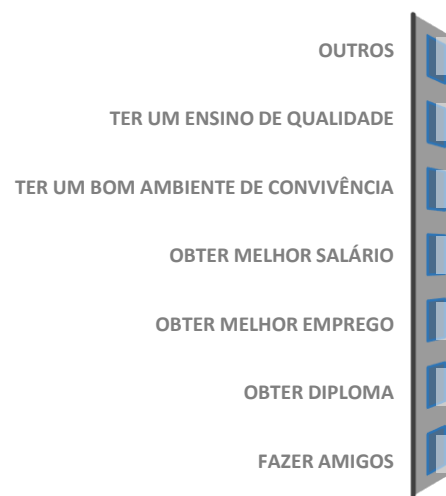 OUTROS
TER UM ENSINO DE QUALIDADE
TER UM BOM AMBIENTE DE CONVIVÊNCIA
OBTER MELHOR SALÁRIO
OBTER MELHOR EMPREGO
OBTER DIPLOMA
FAZER AMIGOS